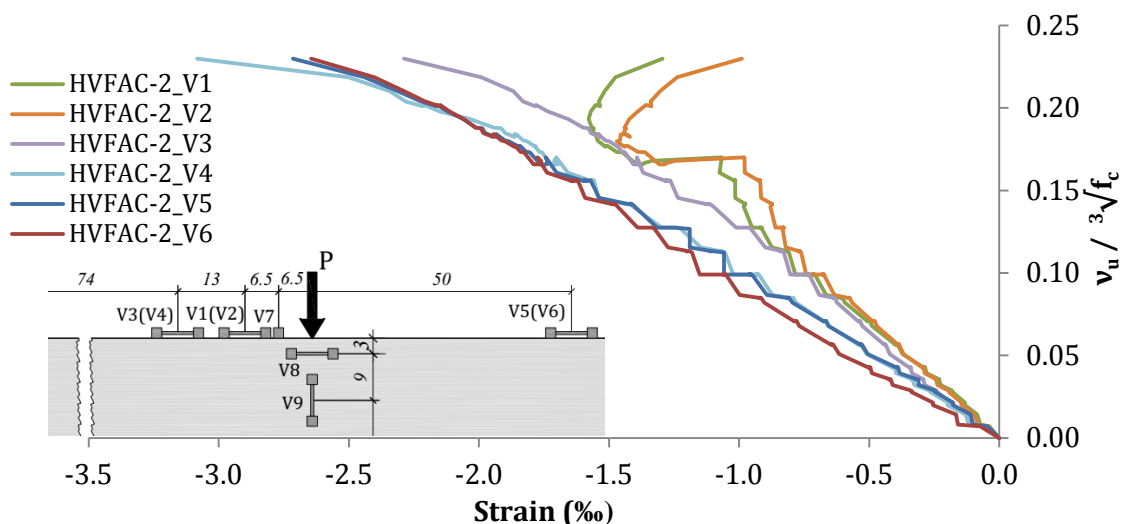 0.25
0.20
0.15
0.10
0.05
0.00
νu / ³√fc
HVFAC-2_V1
HVFAC-2_V2
HVFAC-2_V3
HVFAC-2_V4
HVFAC-2_V5
HVFAC-2_V6
P
74 13 6.5 6.5 50
V3(V4) V1(V2) V7 V5(V6)
3
V8
9
V9
-3.5 -3.0 -2.5 -2.0 -1.5 -1.0 -0.5 0.0
Strain (‰)